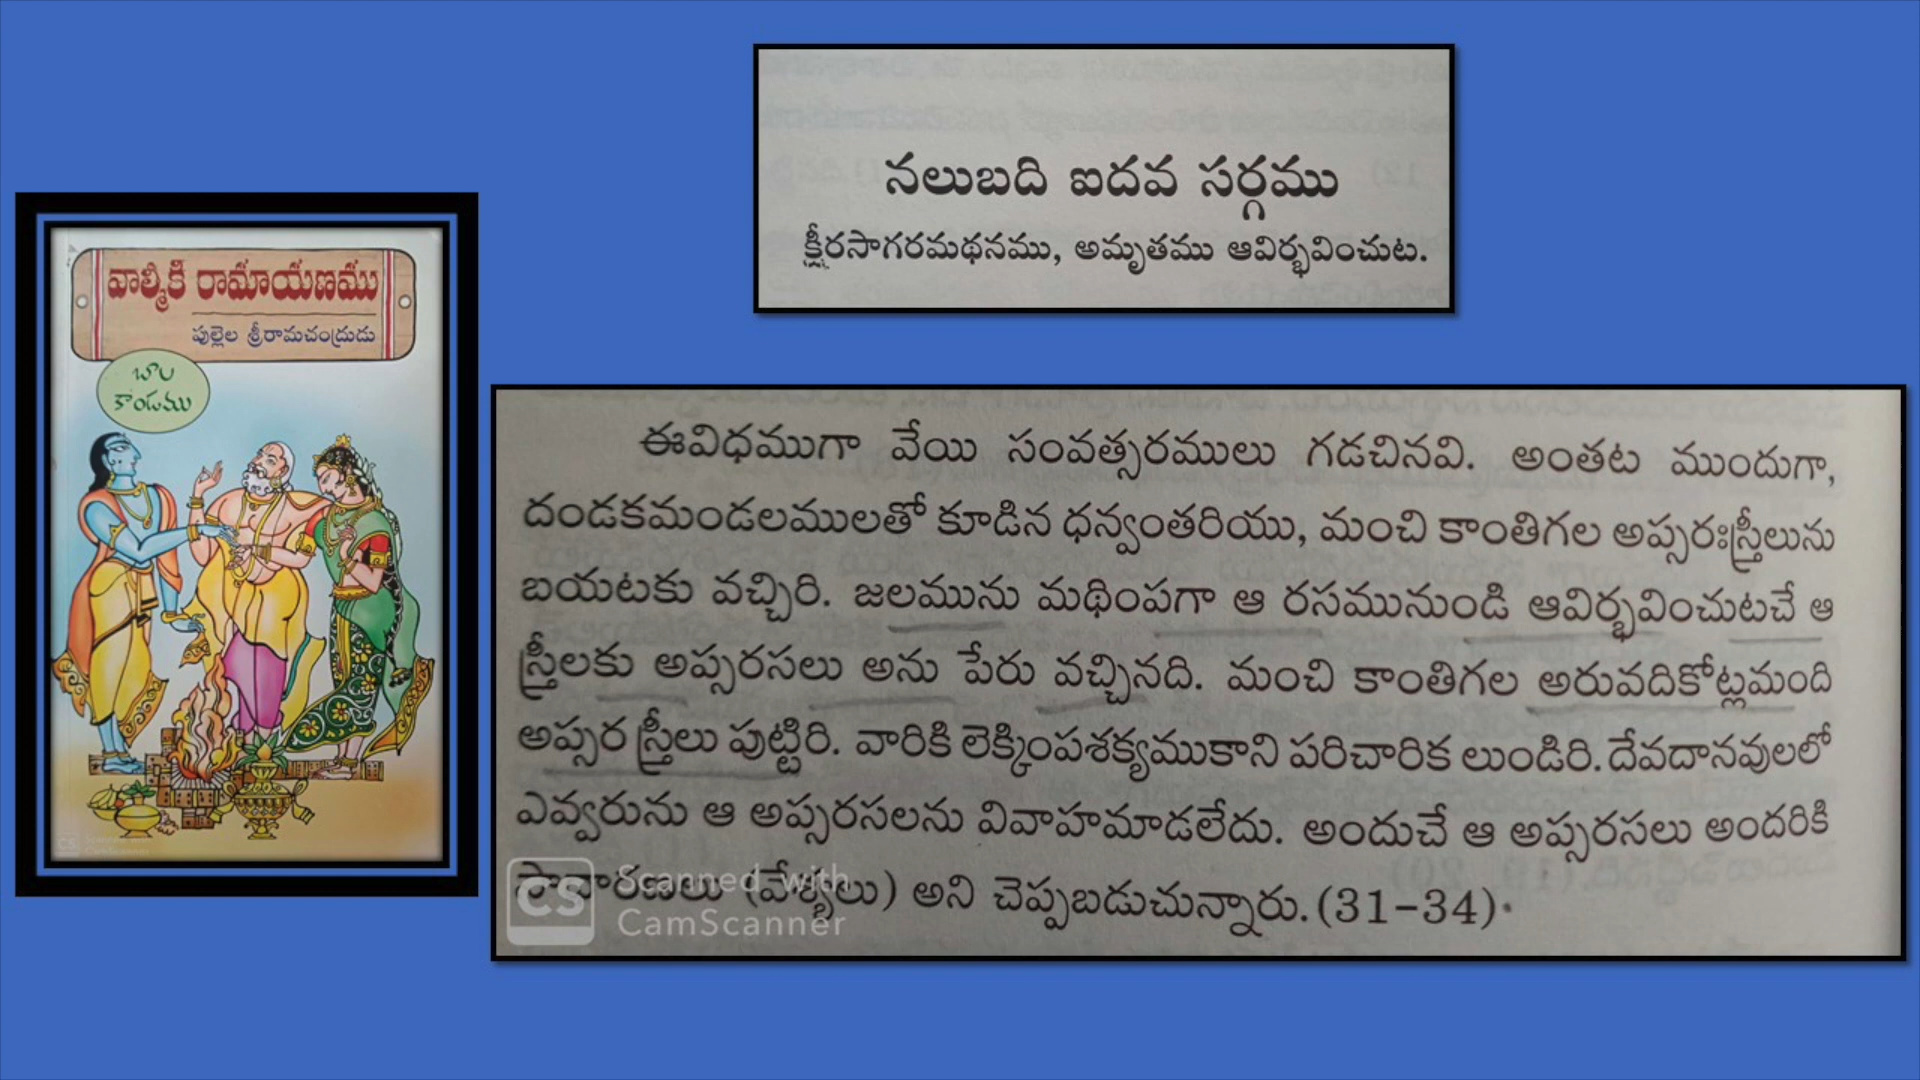 వాల్మీకి రామాయణము
పుల్లెల శ్రీరామచంద్రుడు
బాల
కాండము
నలుబది ఐదవ సర్గము
క్షీరసాగరమథనము, అమృతము ఆవిర్భవించుట.
ఈవిధముగా వేయి సంవత్సరములు గడచినవి. అంతట ముందుగా,
దండకమండలములతో కూడిన ధన్వంతరియు, మంచి కాంతిగల అప్సరఃస్త్రీలును
బయటకు వచ్చిరి. జలమును మథింపగా ఆ రసమునుండి ఆవిర్భవించుటచే ఆ
స్త్రీలకు అప్సరసలు అను పేరు వచ్చినది. మంచి కాంతిగల అరువదికోట్లమంది
అప్సర స్త్రీలు పుట్టిరి. వారికి లెక్కింపశక్యముకాని పరిచారిక లుండిరి. దేవదానవులలో
ఎవ్వరును ఆ అప్సరసలను వివాహమాడలేదు. అందుచే ఆ అప్సరసలు అందరికి
సాధారణలు (వేశ్యలు) అని చెప్పబడుచున్నారు. (31-34)
CS Scanned with
CamScanner